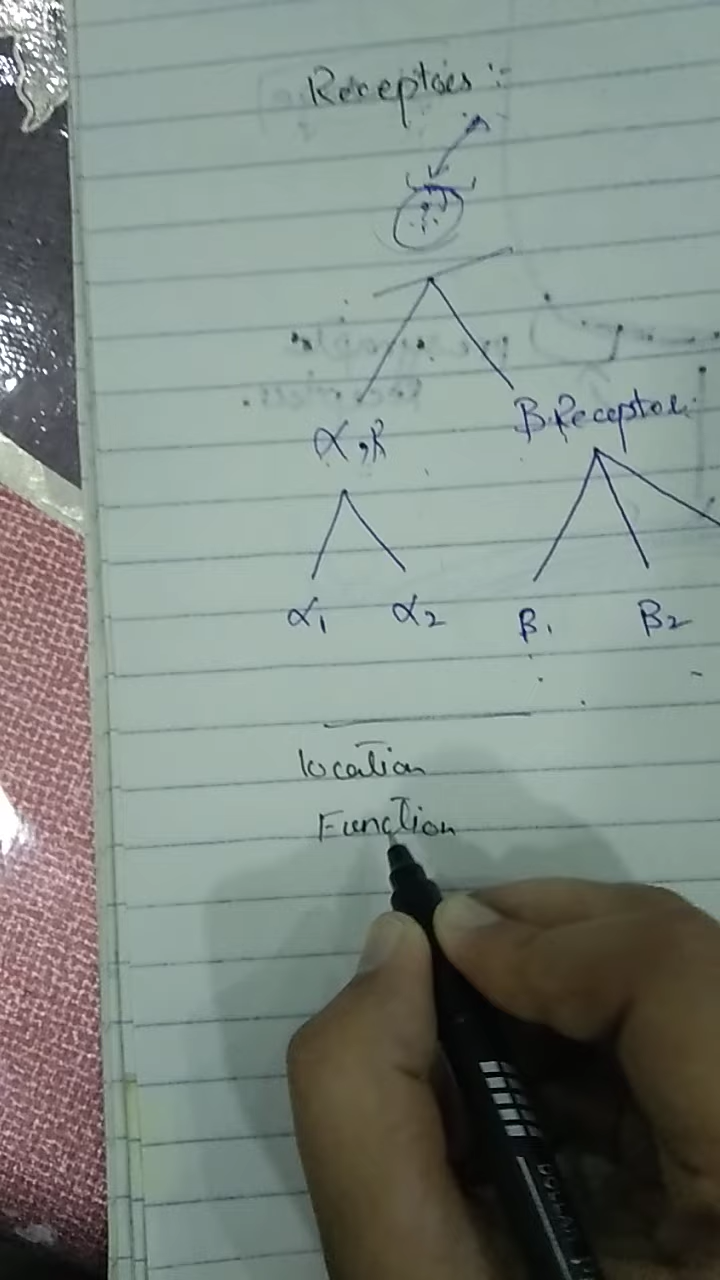 Receptors :-
α, R
β.Receptor.
α1 α2 β1 β2
location
Function